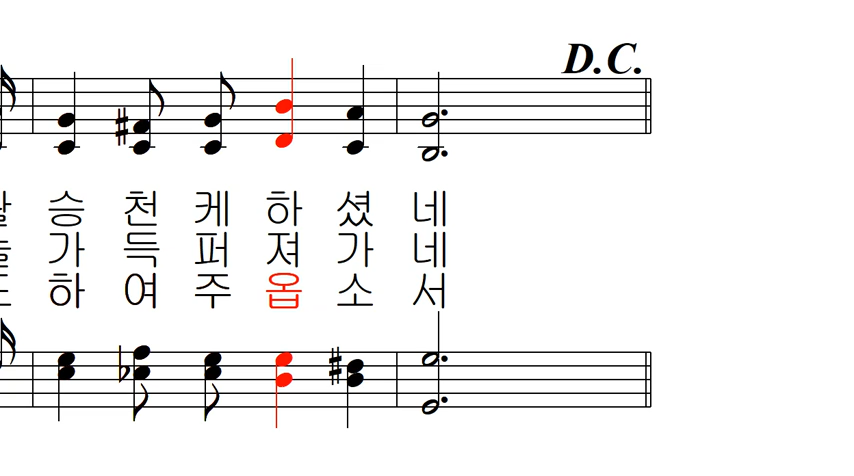 D.C.
승 천 케 하 셨 네
가 득 퍼 져 가 네
하 여 주 옵 소 서